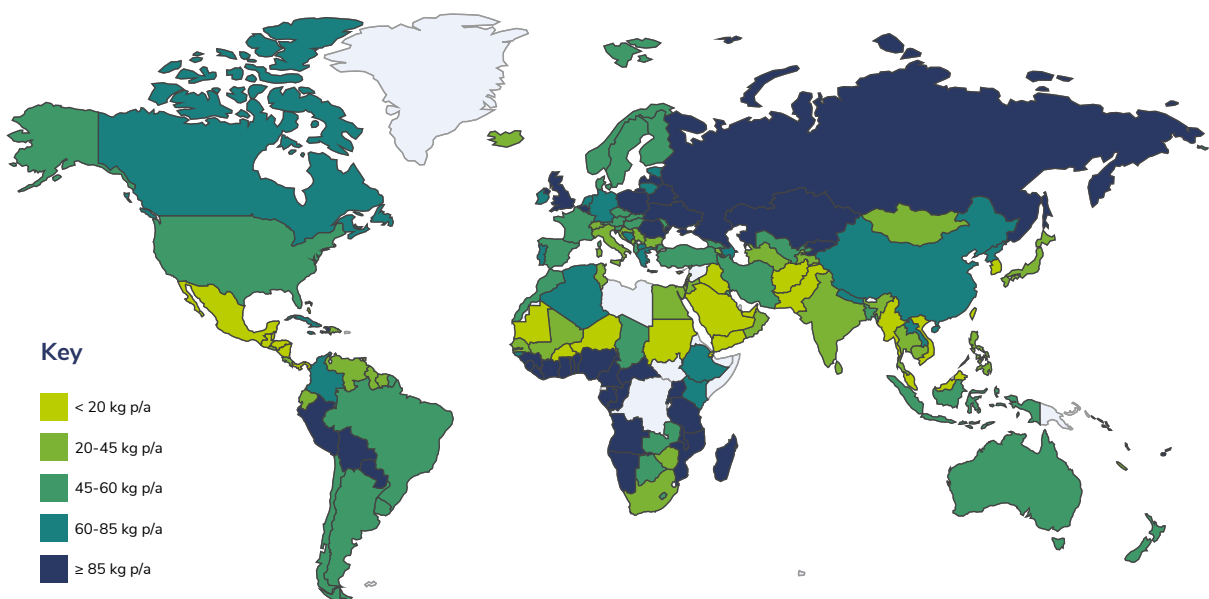 Key
< 20 kg p/a
20-45 kg p/a
45-60 kg p/a
60-85 kg p/a
≥ 85 kg p/a